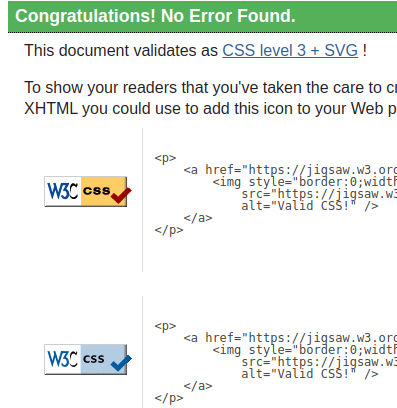 Congratulations! No Error Found.
This document validates as CSS level 3 + SVG !
To show your readers that you've taken the care to
XHTML you could use to add this icon to your Web
<p>
<a href="https://jigsaw.w3.org
W3C css
<img style="border:0;width
src="https://jigsaw.w3
alt="Valid CSS!" />
</a>
</p>
<p>
<a href="https://jigsaw.w3.org
W3C css
<img style="border:0;width
src="https://jigsaw.w3
alt="Valid CSS!" />
</a>
</p>